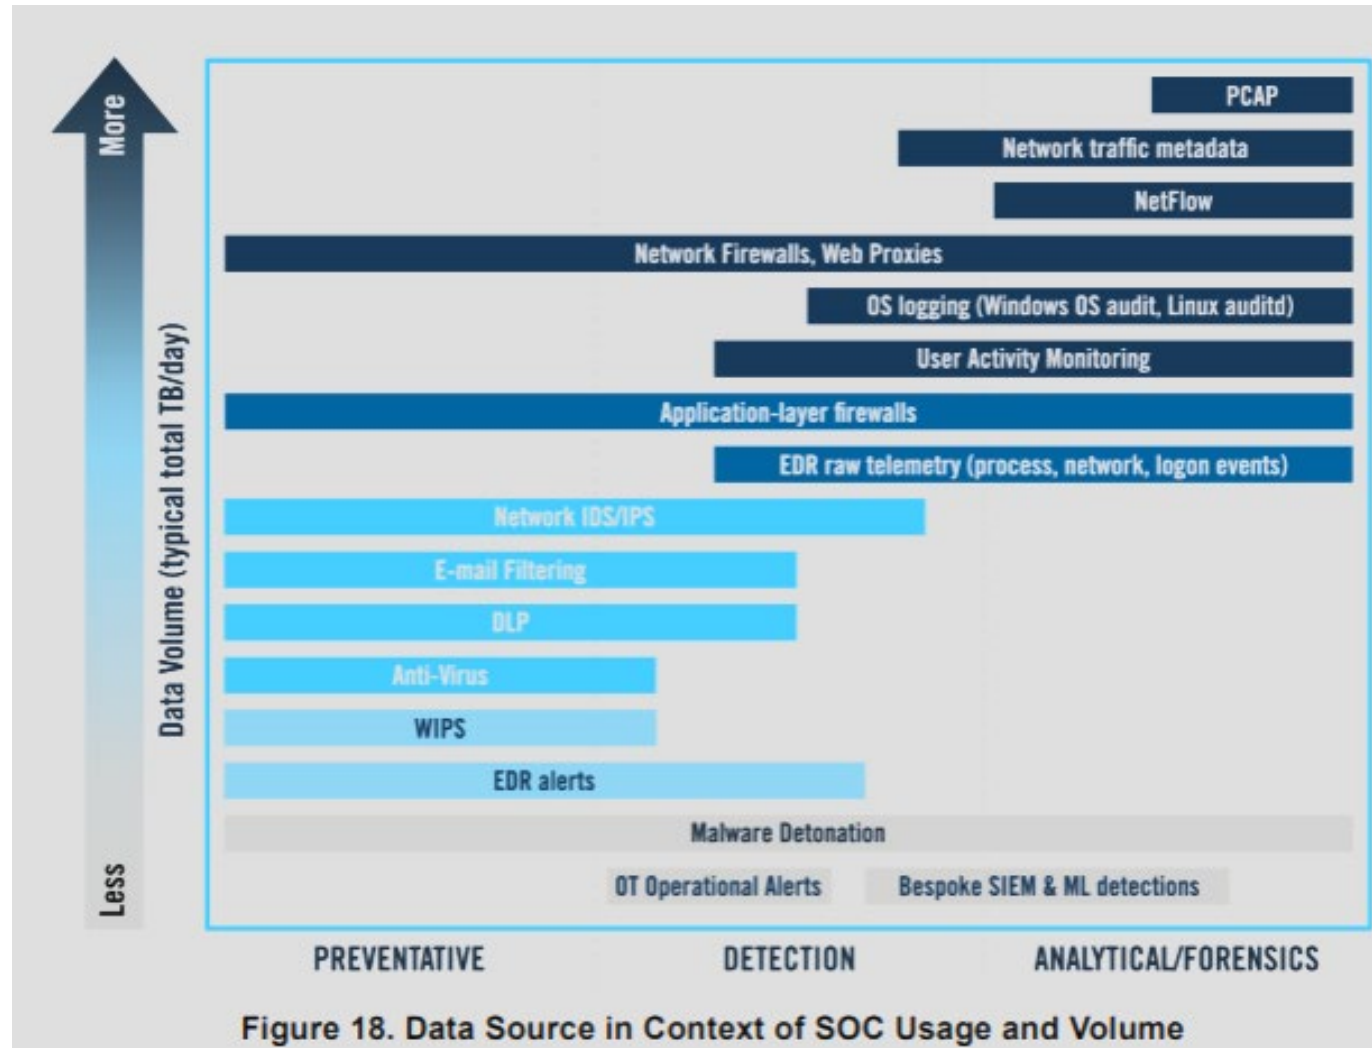 More
PCAP
Network traffic metadata
NetFlow
Network Firewalls, Web Proxies
OS logging (Windows OS audit, Linux auditd)
User Activity Monitoring
Application-layer firewalls
EDR raw telemetry (process, network, logon events)
Network IDS/IPS
E-mail Filtering
DLP
Anti-Virus
WIPS
EDR alerts
Malware Detonation
OT Operational Alerts
Bespoke SIEM & ML detections
Less
Data Volume (typical total TB/day)
PREVENTATIVE
DETECTION
ANALYTICAL/FORENSICS
Figure 18. Data Source in Context of SOC Usage and Volume